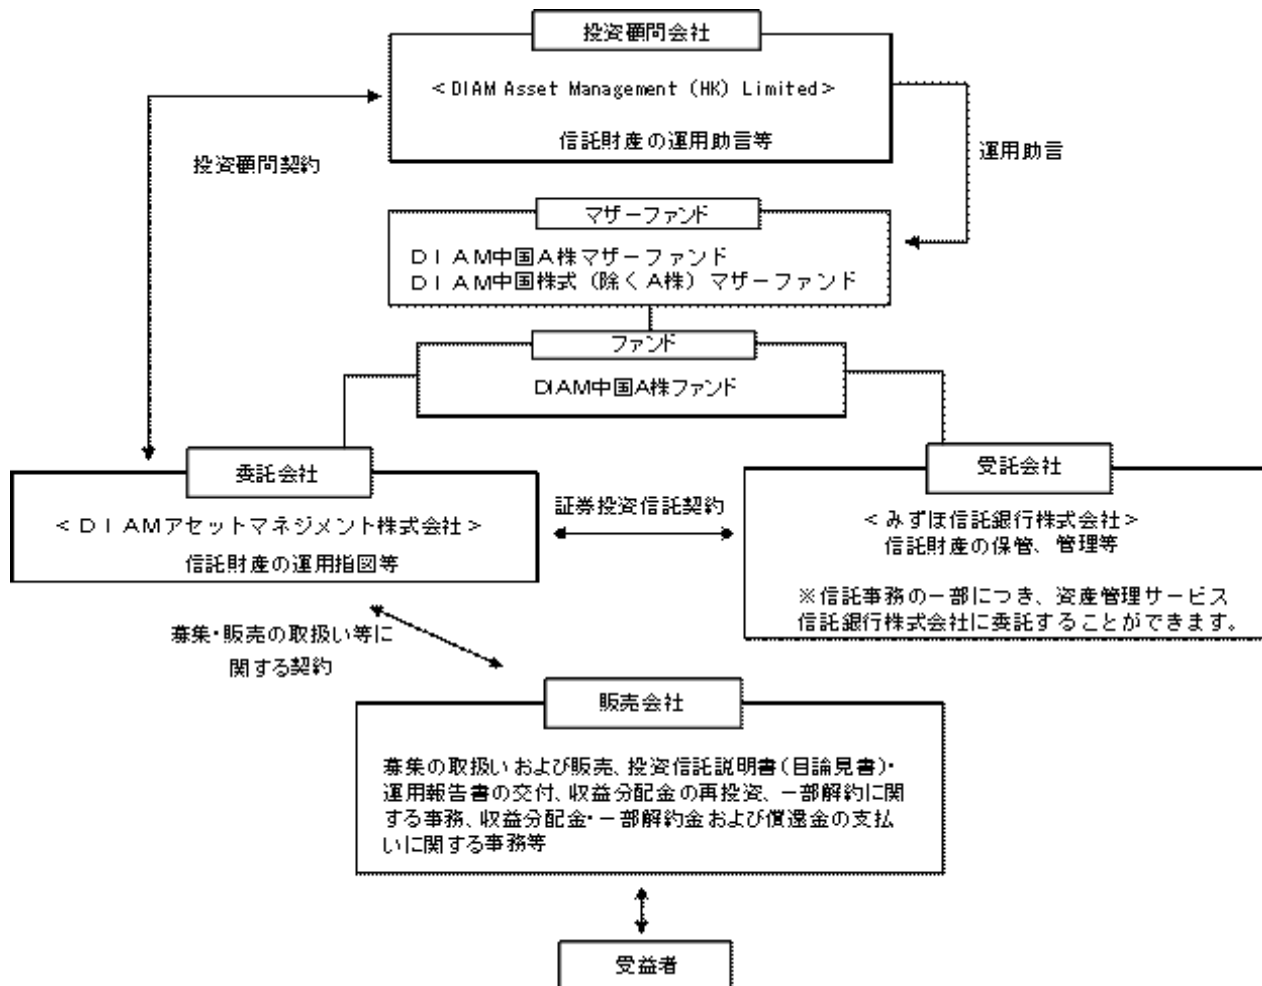 投資顧問会社
＜DIAM Asset Management（HK）Limited＞
信託財産の運用助言等
投資顧問契約
運用助言
マザーファンド
ＤＩＡＭ中国Ａ株マザーファンド
ＤＩＡＭ中国株式（除くＡ株）マザーファンド
ファンド
DIAM中国A株ファンド
委託会社
＜ＤＩＡＭアセットマネジメント株式会社＞
信託財産の運用指図等
証券投資信託契約
受託会社
＜みずほ信託銀行株式会社＞
信託財産の保管、管理等
※信託事務の一部につき、資産管理サービス
信託銀行株式会社に委託することができます。
募集・販売の取扱い等に
関する契約
販売会社
募集の取扱いおよび販売、投資信託説明書（目論見書）・
運用報告書の交付、収益分配金の再投資、一部解約に関
する事務、収益分配金・一部解約金および償還金の支払
いに関する事務等
受益者